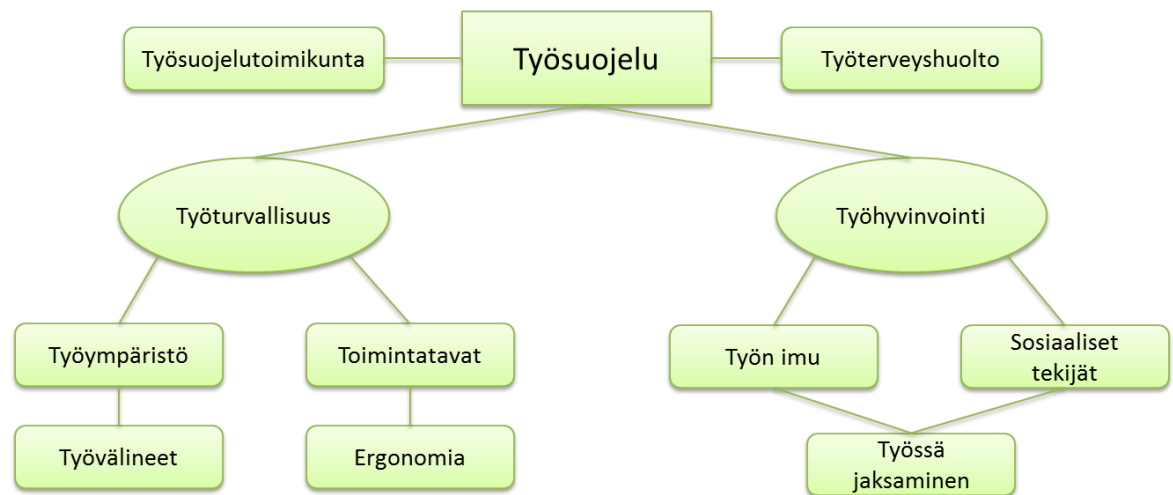 Työsuojelutoimikunta
Työsuojelu
Työterveyshuolto
Työturvallisuus
Työhyvinvointi
Työympäristö
Toimintatavat
Työn imu
Sosiaaliset
tekijät
Työvälineet
Ergonomia
Työssä
jaksaminen